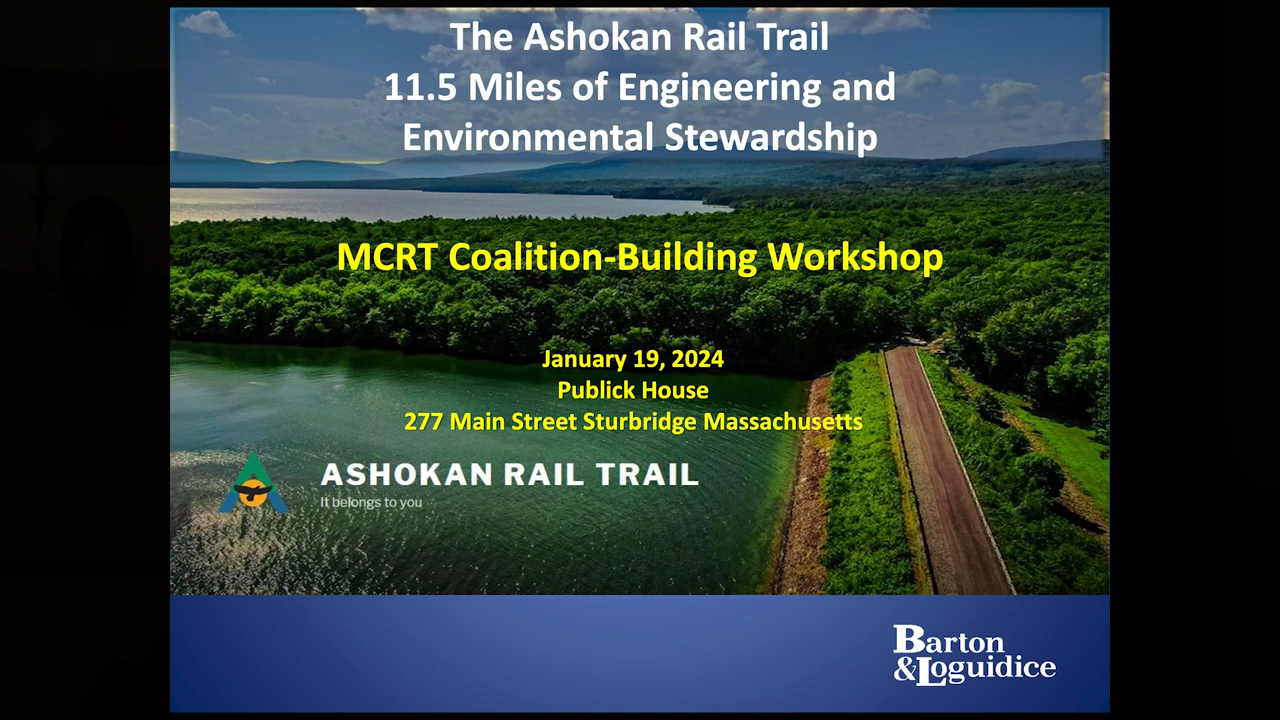 The Ashokan Rail Trail
11.5 Miles of Engineering and
Environmental Stewardship
MCRT Coalition-Building Workshop
January 19, 2024
Publick House
277 Main Street Sturbridge Massachusetts
ASHOKAN RAIL TRAIL
It belongs to you
Barton
&Loguidice